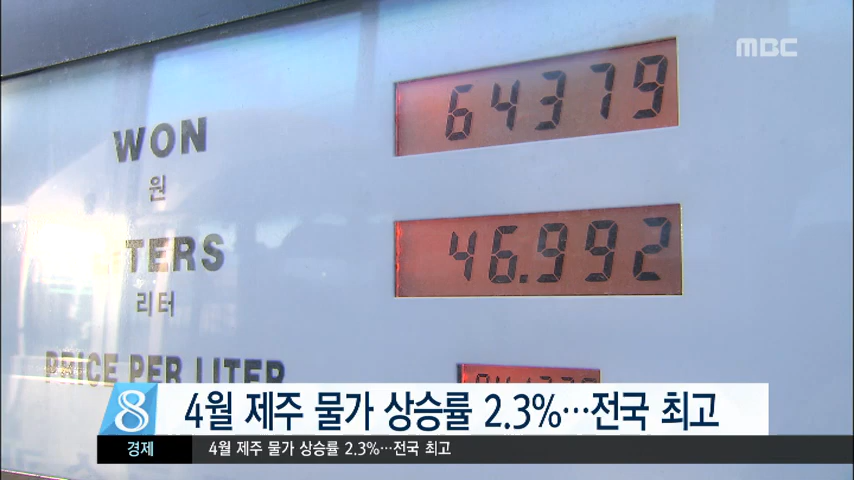 MBC
WON 64379
원
TERS 46.992
리터
PRICE PER LITER
8 4월 제주 물가 상승률 2.3%…전국 최고
경제 4월 제주 물가 상승률 2.3%…전국 최고